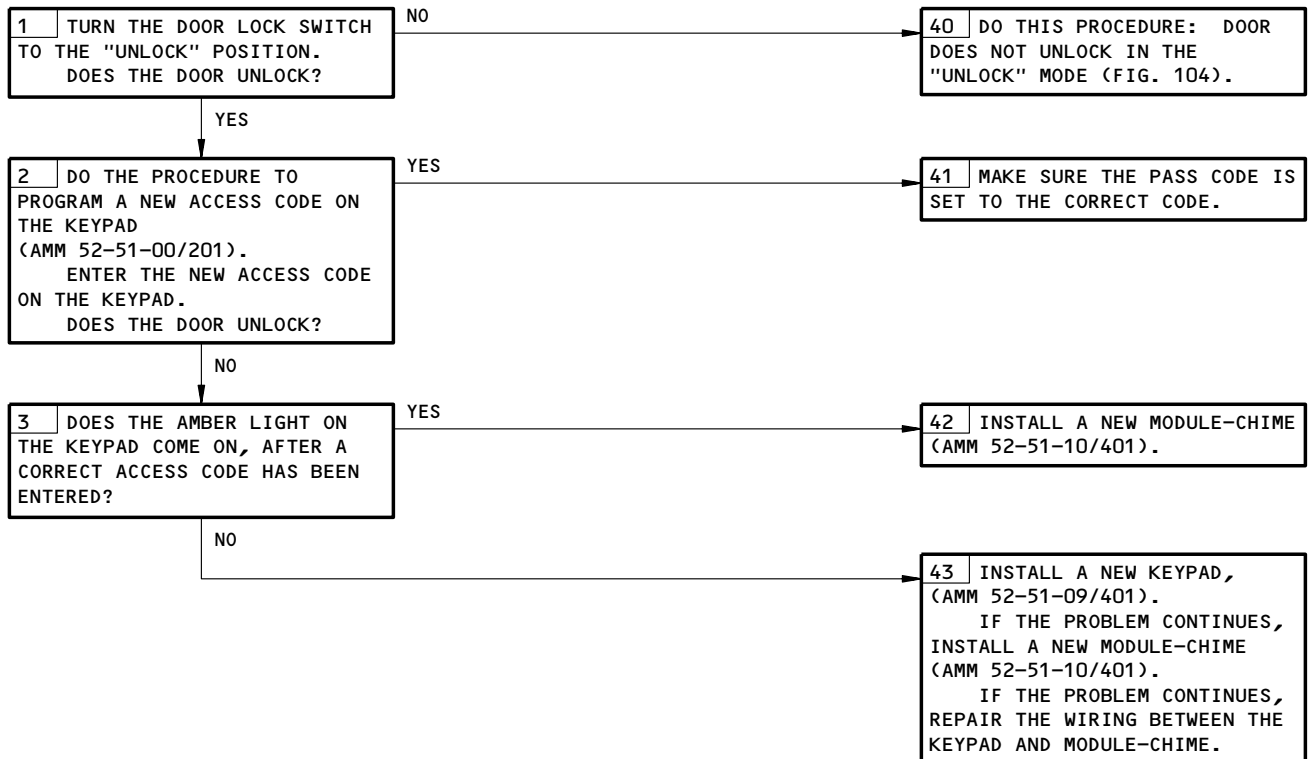 1 TURN THE DOOR LOCK SWITCH
TO THE "UNLOCK" POSITION.
DOES THE DOOR UNLOCK?
NO
40 DO THIS PROCEDURE: DOOR
DOES NOT UNLOCK IN THE
"UNLOCK" MODE (FIG. 104).
YES
2 DO THE PROCEDURE TO
PROGRAM A NEW ACCESS CODE ON
THE KEYPAD
(AMM 52-51-00/201).
ENTER THE NEW ACCESS CODE
ON THE KEYPAD.
DOES THE DOOR UNLOCK?
YES
41 MAKE SURE THE PASS CODE IS
SET TO THE CORRECT CODE.
NO
3 DOES THE AMBER LIGHT ON
THE KEYPAD COME ON, AFTER A
CORRECT ACCESS CODE HAS BEEN
ENTERED?
YES
42 INSTALL A NEW MODULE-CHIME
(AMM 52-51-10/401).
NO
43 INSTALL A NEW KEYPAD,
(AMM 52-51-09/401).
IF THE PROBLEM CONTINUES,
INSTALL A NEW MODULE-CHIME
(AMM 52-51-10/401).
IF THE PROBLEM CONTINUES,
REPAIR THE WIRING BETWEEN THE
KEYPAD AND MODULE-CHIME.